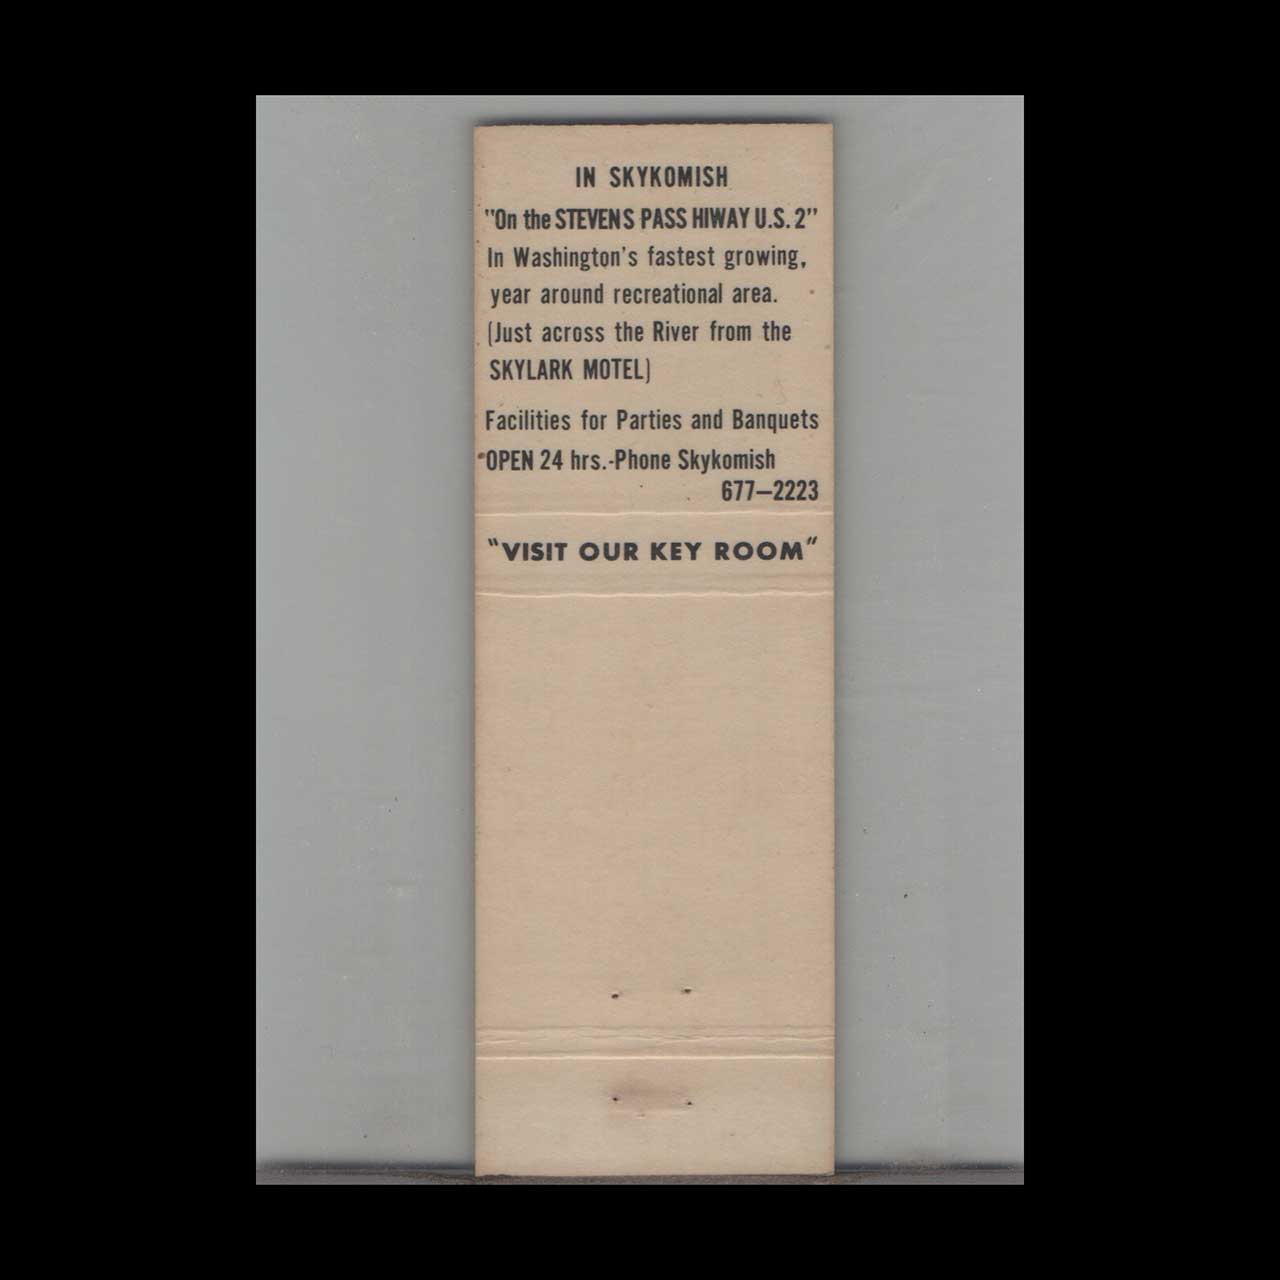 IN SKYKOMISH
"On the STEVENS PASS HIWAY U.S. 2"
In Washington's fastest growing,
year around recreational area.
(Just across the River from the
SKYLARK MOTEL)
Facilities for Parties and Banquets
OPEN 24 hrs.-Phone Skykomish
677—2223
"VISIT OUR KEY ROOM"